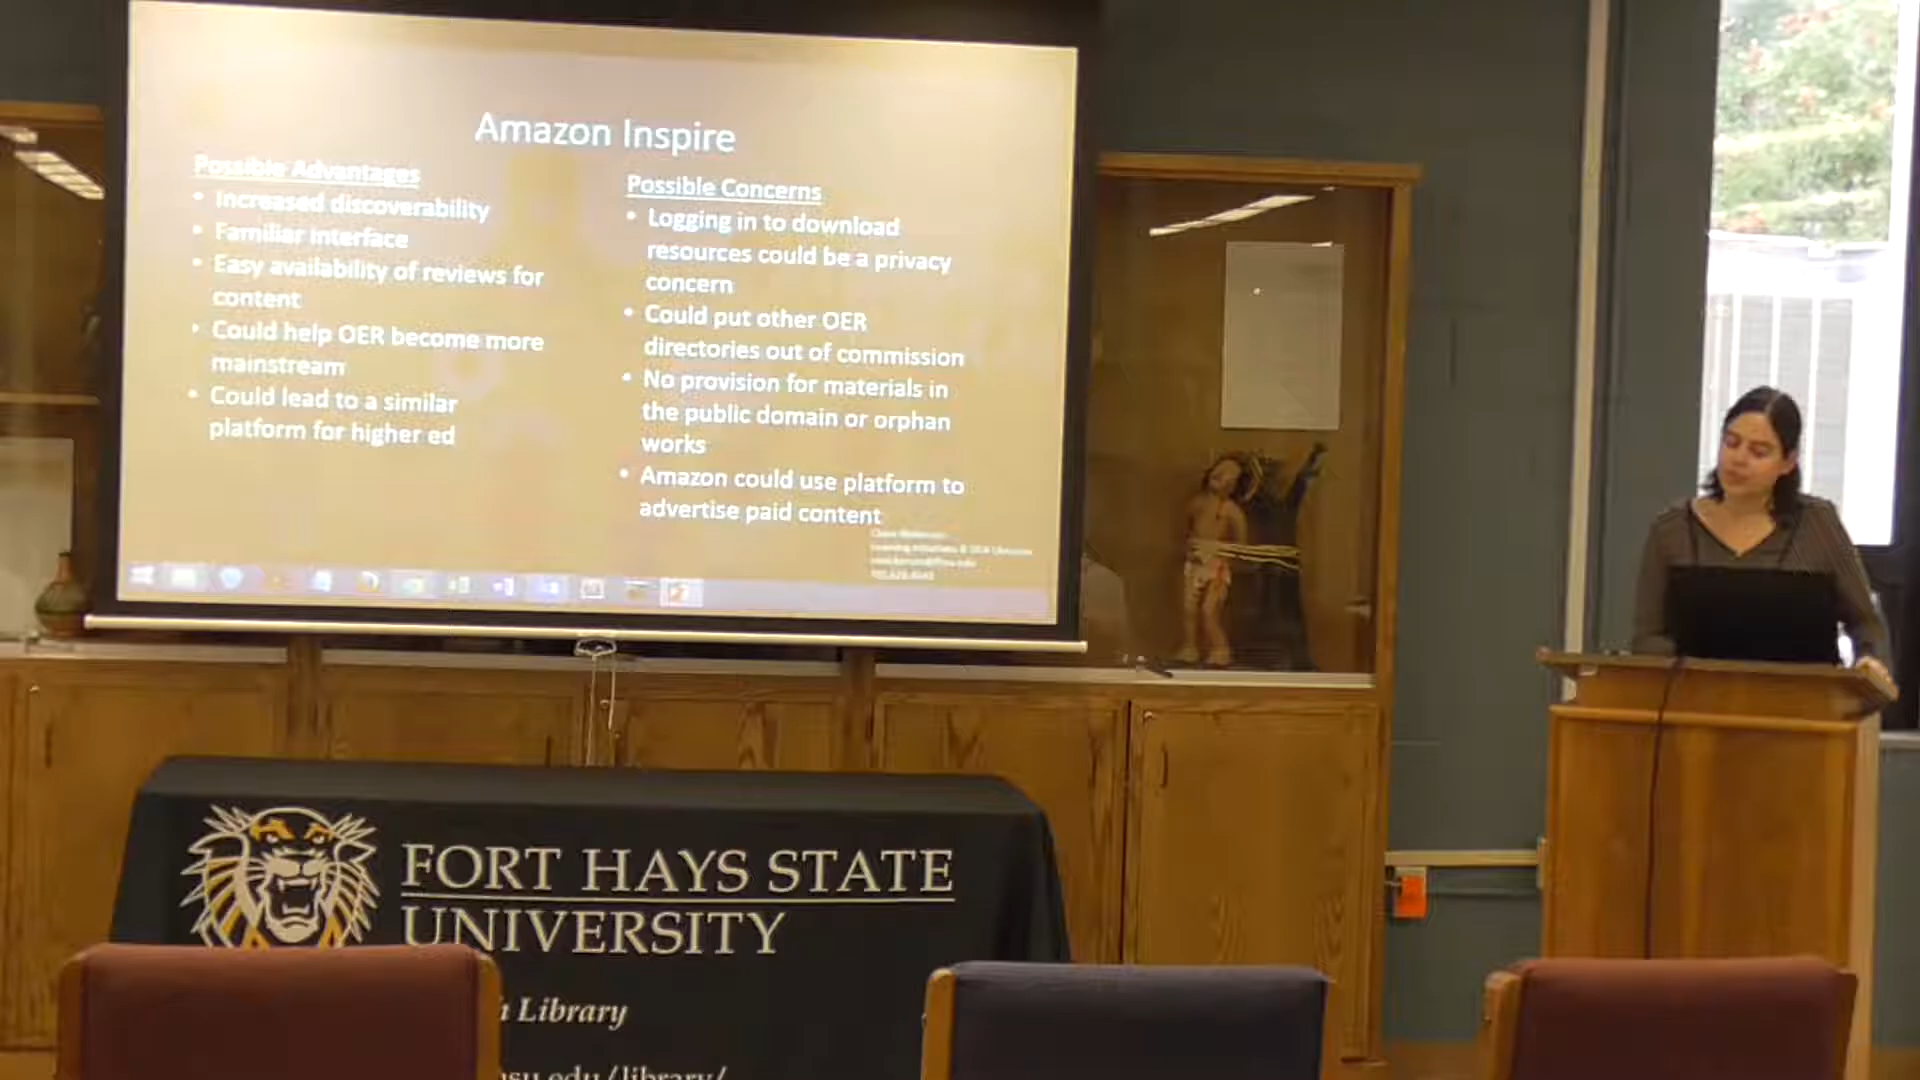 Amazon Inspire
Possible Advantages
• Increased discoverability
• Familiar interface
• Easy availability of reviews for
content
• Could help OER become more
mainstream
• Could lead to a similar
platform for higher ed
Possible Concerns
• Logging in to download
resources could be a privacy
concern
• Could put other OER
directories out of commission
• No provision for materials in
the public domain or orphan
works
• Amazon could use platform to
advertise paid content
FORT HAYS STATE
UNIVERSITY
Library